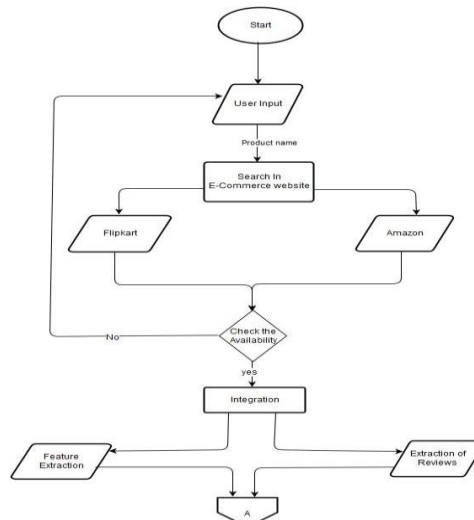 Start
User Input
Product name
Search In
E-Commerce website
Flipkart
Amazon
Check the
Availability
No
yes
Integration
Feature
Extraction
Extraction of
Reviews
A